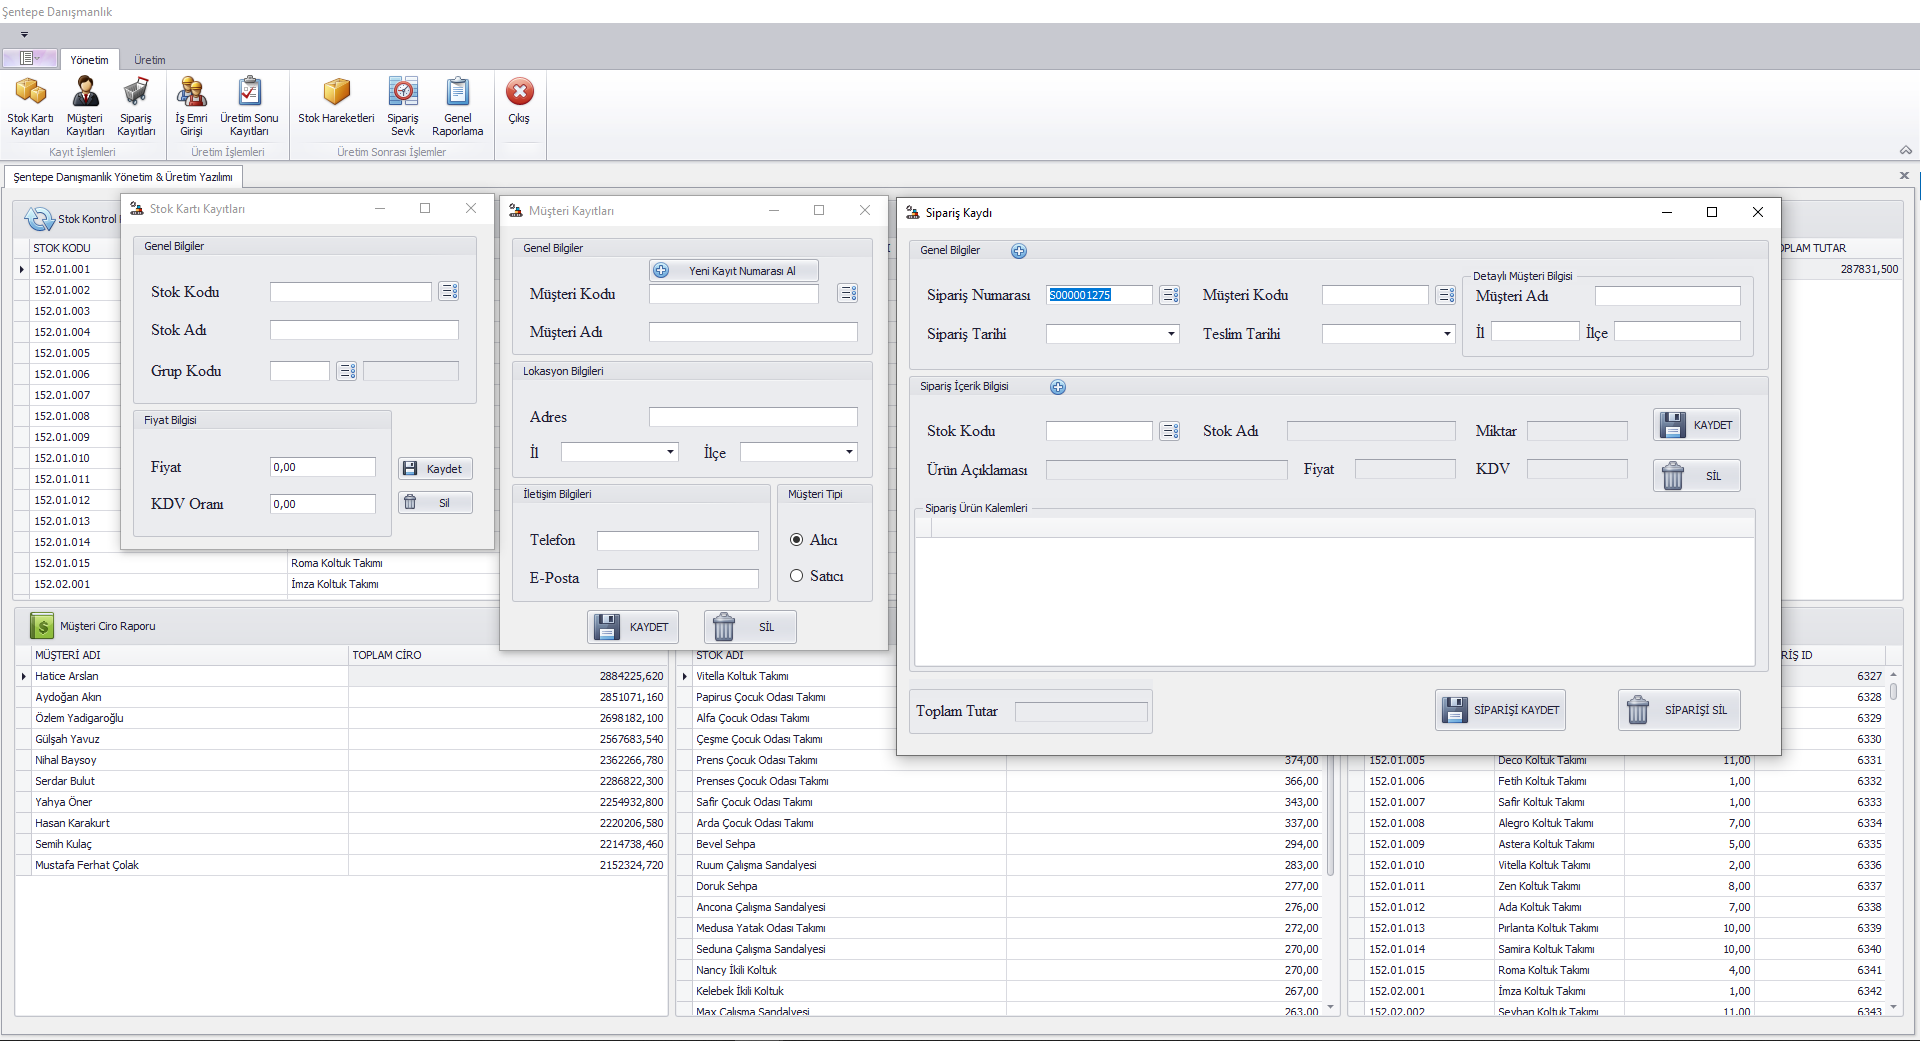 Şentepe Danışmanlık
Yönetim
Üretim
Stok Kartı Kayıtları
Müşteri Kayıtları
Sipariş Kayıtları
İş Emri Girişi
Üretim Sonu Kayıtları
Stok Hareketleri
Sipariş Sevk
Genel Raporlama
Çıkış
Kayıt İşlemleri
Üretim İşlemleri
Üretim Sonrası İşlemler
Şentepe Danışmanlık Yönetim & Üretim Yazılımı
Stok Kontrol
STOK KODU
152.01.001
152.01.002
152.01.003
152.01.004
152.01.005
152.01.006
152.01.007
152.01.008
152.01.009
152.01.010
152.01.011
152.01.012
152.01.013
152.01.014
152.01.015 Roma Koltuk Takımı
152.02.001 İmza Koltuk Takımı
Stok Kartı Kayıtları
Genel Bilgiler
Stok Kodu
Stok Adı
Grup Kodu
Fiyat Bilgisi
Fiyat 0,00
KDV Oranı 0,00
Kaydet
Sil
Müşteri Kayıtları
Genel Bilgiler
Yeni Kayıt Numarası Al
Müşteri Kodu
Müşteri Adı
Lokasyon Bilgileri
Adres
İl
İlçe
İletişim Bilgileri
Telefon
E-Posta
Müşteri Tipi
Alıcı
Satıcı
KAYDET
SİL
Sipariş Kaydı
Genel Bilgiler
Sipariş Numarası S000001275
Müşteri Kodu
Sipariş Tarihi
Teslim Tarihi
Detaylı Müşteri Bilgisi
Müşteri Adı
İl
İlçe
Sipariş İçerik Bilgisi
Stok Kodu
Stok Adı
Miktar
KAYDET
Ürün Açıklaması
Fiyat
KDV
SİL
Sipariş Ürün Kalemleri
Toplam Tutar
SİPARİŞİ KAYDET
SİPARİŞİ SİL
OPLAM TUTAR
287831,500
Müşteri Ciro Raporu
MÜŞTERİ ADI TOPLAM CİRO
Hatice Arslan 2884225,620
Aydoğan Akın 2851071,160
Özlem Yadigaroğlu 2698182,100
Gülşah Yavuz 2567683,540
Nihal Baysoy 2362266,780
Serdar Bulut 2286822,300
Yahya Öner 2254932,800
Hasan Karakurt 2220206,580
Semih Kulaç 2214738,460
Mustafa Ferhat Çolak 2152324,720
STOK ADI
Vitella Koltuk Takımı
Papirus Çocuk Odası Takımı
Alfa Çocuk Odası Takımı
Çeşme Çocuk Odası Takımı
Prens Çocuk Odası Takımı 374,00
Prenses Çocuk Odası Takımı 366,00
Safir Çocuk Odası Takımı 343,00
Arda Çocuk Odası Takımı 337,00
Bevel Sehpa 294,00
Ruum Çalışma Sandalyesi 283,00
Doruk Sehpa 277,00
Ancona Çalışma Sandalyesi 276,00
Medusa Yatak Odası Takımı 272,00
Seduna Çalışma Sandalyesi 270,00
Nancy İkili Koltuk 270,00
Kelebek İkili Koltuk 267,00
Max Çalışma Sandalyesi 263,00
RİŞ ID
6327
6328
6329
6330
152.01.005 Deco Koltuk Takımı 11,00 6331
152.01.006 Fetih Koltuk Takımı 1,00 6332
152.01.007 Safir Koltuk Takımı 1,00 6333
152.01.008 Alegro Koltuk Takımı 7,00 6334
152.01.009 Astera Koltuk Takımı 5,00 6335
152.01.010 Vitella Koltuk Takımı 2,00 6336
152.01.011 Zen Koltuk Takımı 8,00 6337
152.01.012 Ada Koltuk Takımı 7,00 6338
152.01.013 Pırlanta Koltuk Takımı 10,00 6339
152.01.014 Samira Koltuk Takımı 10,00 6340
152.01.015 Roma Koltuk Takımı 4,00 6341
152.02.001 İmza Koltuk Takımı 1,00 6342
152.02.002 Seyhan Koltuk Takımı 11,00 6343